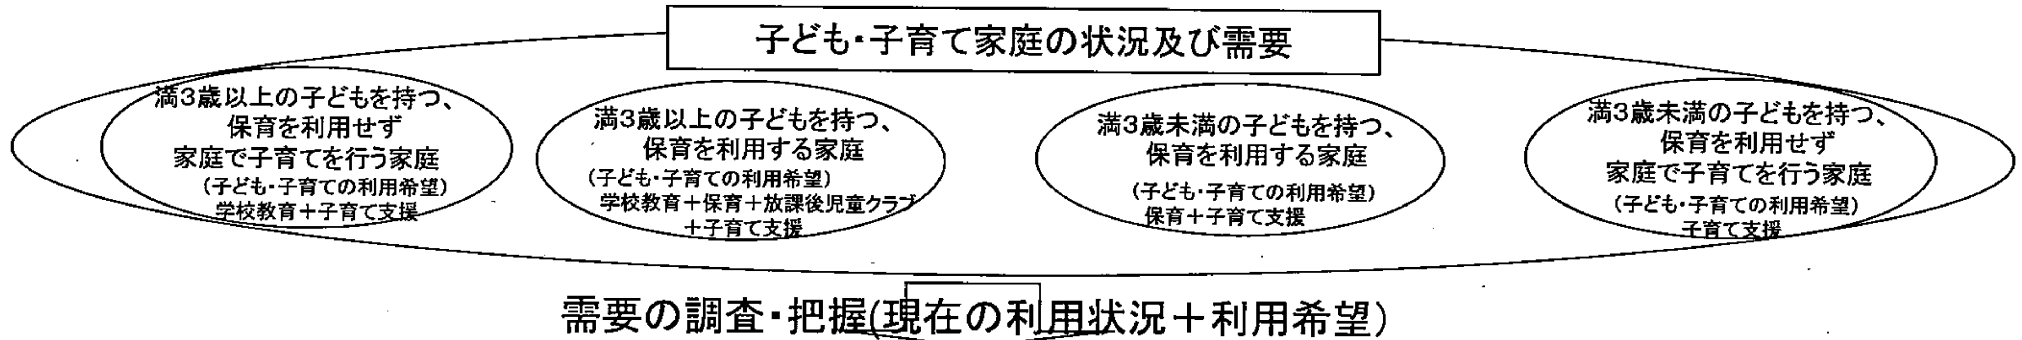 子ども・子育て家庭の状況及び需要
満3歳以上の子どもを持つ、
保育を利用せず
家庭で子育てを行う家庭
(子ども・子育ての利用希望)
学校教育+子育て支援
満3歳以上の子どもを持つ、
保育を利用する家庭
(子ども・子育ての利用希望)
学校教育+保育+放課後児童クラブ
+子育て支援
満3歳未満の子どもを持つ、
保育を利用する家庭
(子ども・子育ての利用希望)
保育+子育て支援
満3歳未満の子どもを持つ、
保育を利用せず
家庭で子育てを行う家庭
(子ども・子育ての利用希望)
子育て支援
需要の調査・把握(現在の利用状況+利用希望)